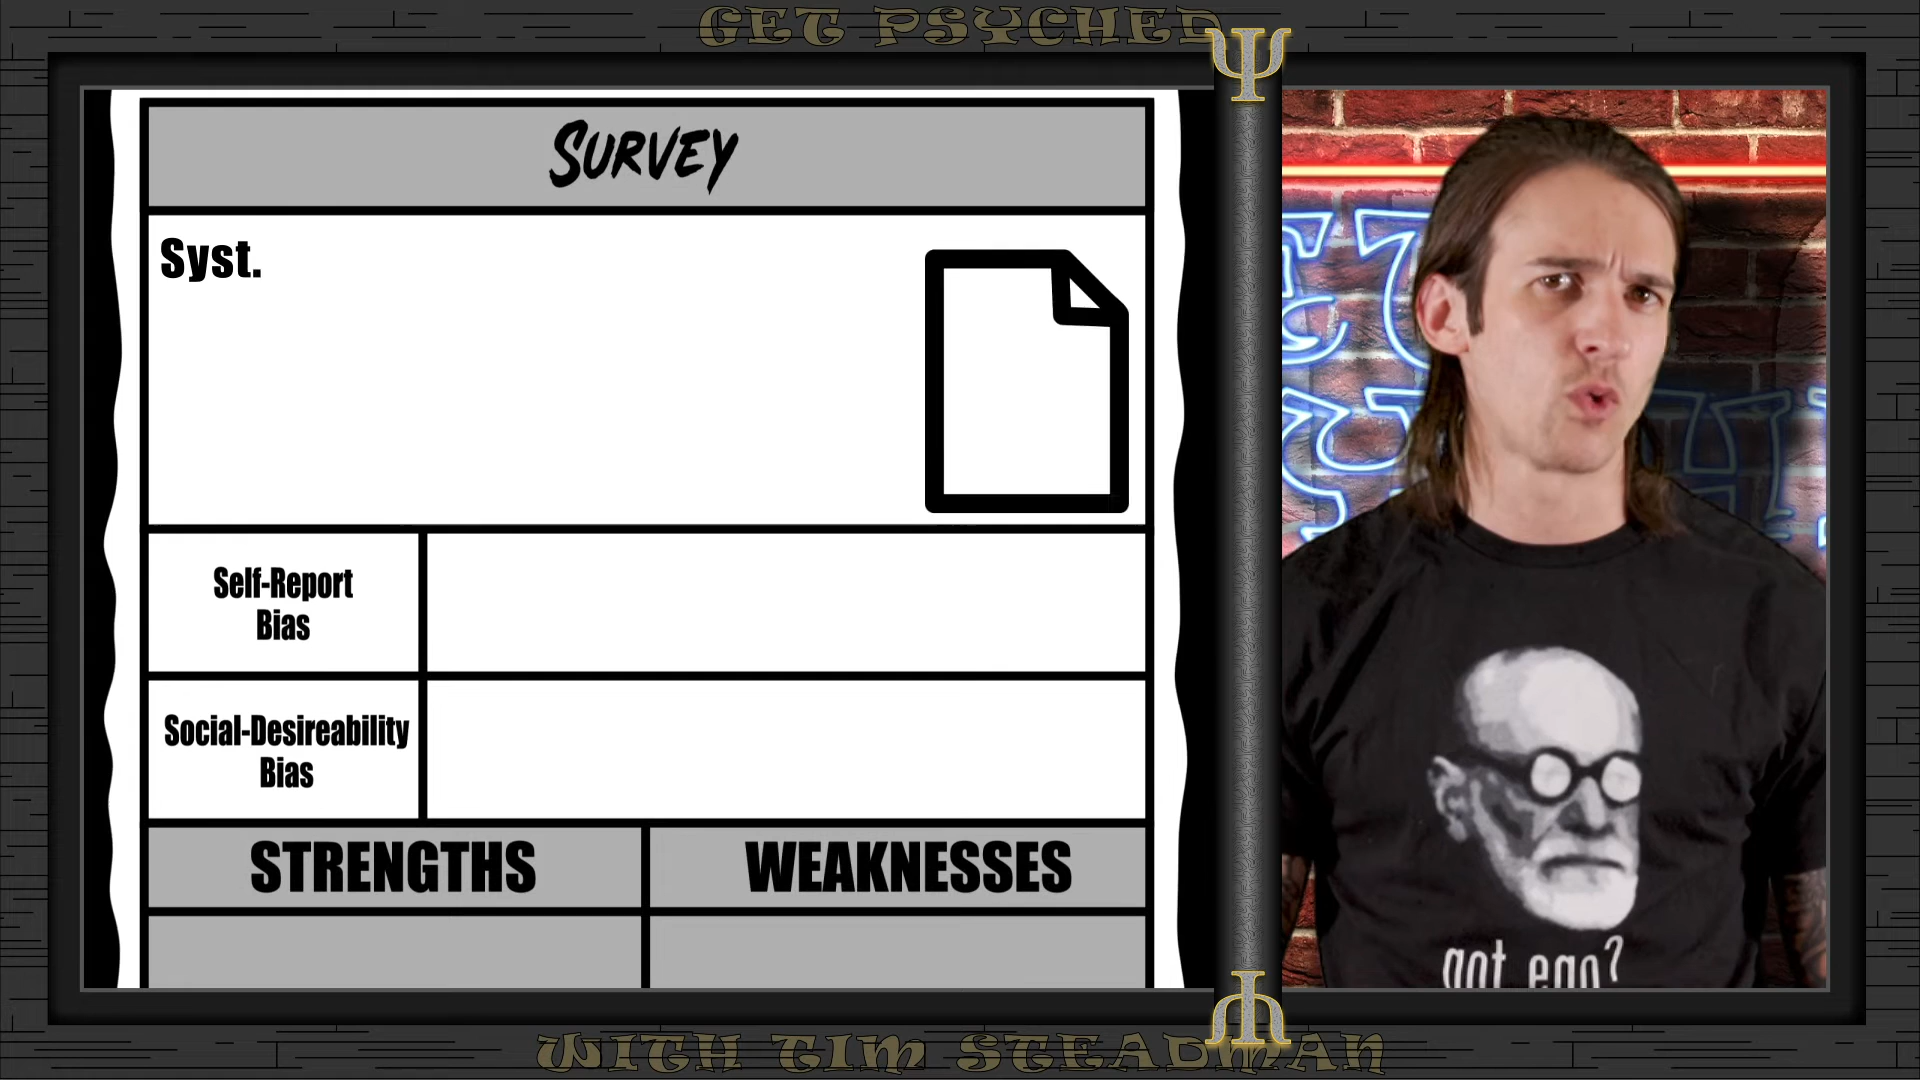 GET PSYCHED
SURVEY
Syst.
Self-Report
Bias
Social-Desireability
Bias
STRENGTHS
WEAKNESSES
got ego?
WITH TIM STEADMAN